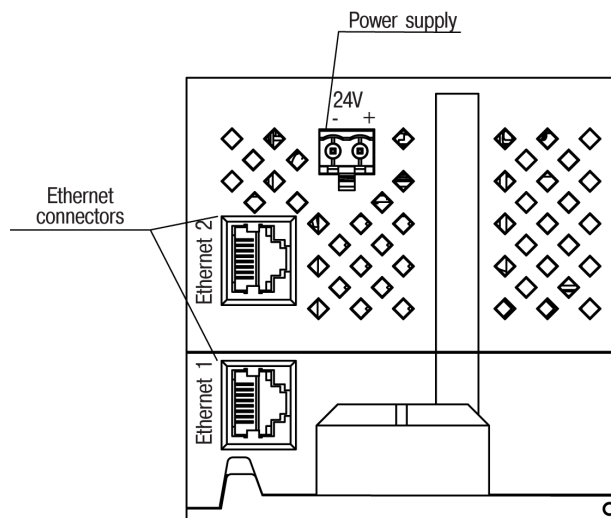 Power supply
24V
- +
Ethernet
connectors
Ethernet 2
Ethernet 1